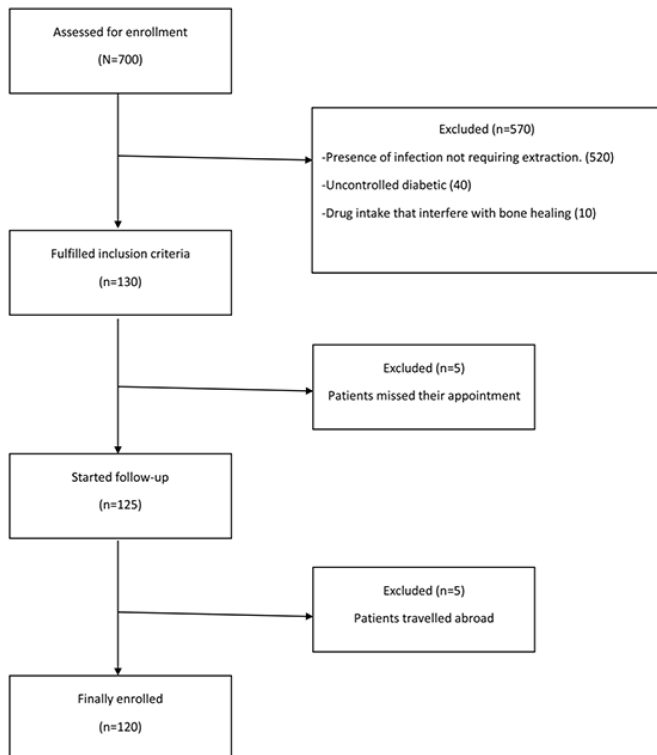 Assessed for enrollment
(N=700)
Excluded (n=570)
-Presence of infection not requiring extraction. (520)
-Uncontrolled diabetic (40)
-Drug intake that interfere with bone healing (10)
Fulfilled inclusion criteria
(n=130)
Excluded (n=5)
Patients missed their appointment
Started follow-up
(n=125)
Excluded (n=5)
Patients travelled abroad
Finally enrolled
(n=120)